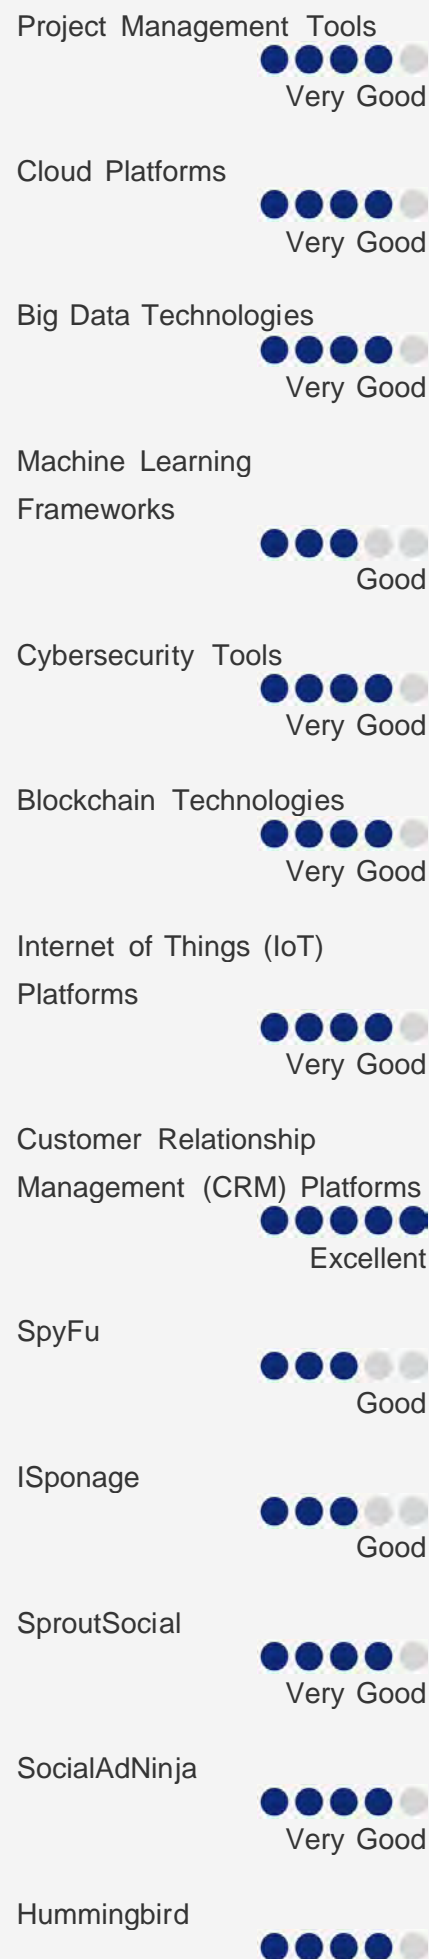 Project Management Tools
Very Good
Cloud Platforms
Very Good
Big Data Technologies
Very Good
Machine Learning
Frameworks
Good
Cybersecurity Tools
Very Good
Blockchain Technologies
Very Good
Internet of Things (IoT)
Platforms
Very Good
Customer Relationship
Management (CRM) Platforms
Excellent
SpyFu
Good
ISponage
Good
SproutSocial
Very Good
SocialAdNinja
Very Good
Hummingbird